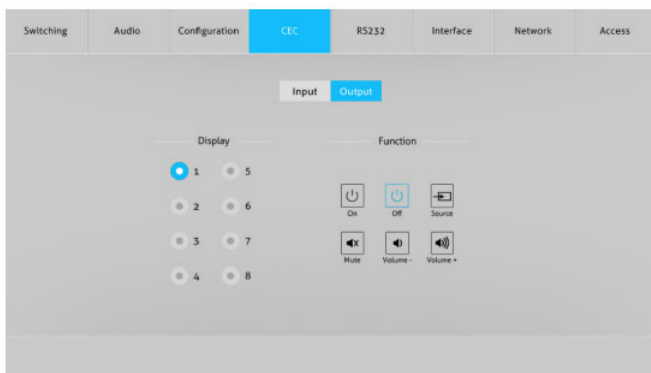 Switching Audio Configuration CEC RS232 Interface Network Access
Input Output
Display
1 5
2 6
3 7
4 8
Function
On Off Source
Mute Volume - Volume +